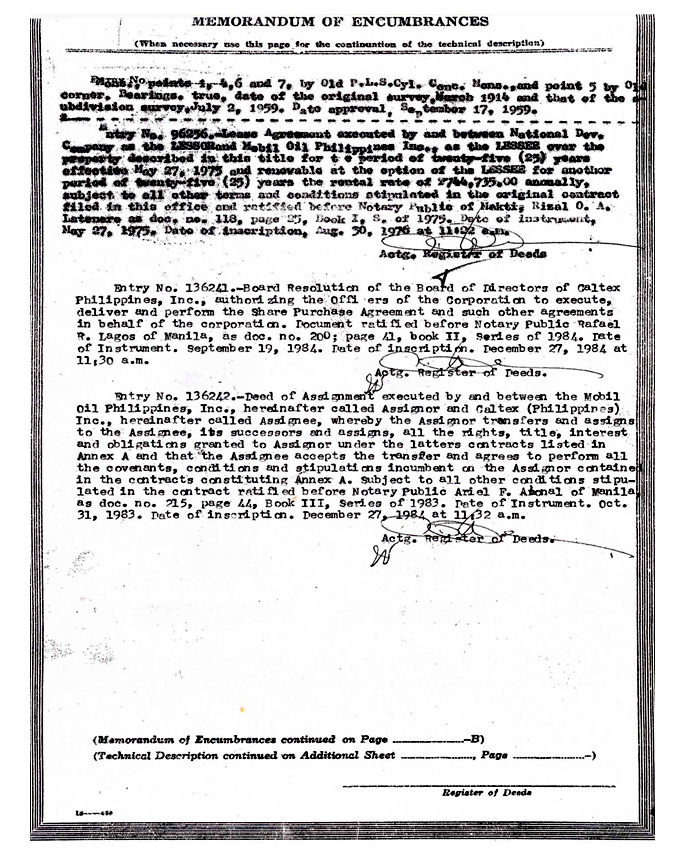 MEMORANDUM OF ENCUMBRANCES
(When necessary use this page for the continuation of the technical description)
points 1, 4,6 and 7, by Old P.L.S.Cyl. Conc. Mons.,and point 5 by Old
corner. Bearings. true, date of the original survey,March 1914 and that of the s-
ubdivision survey,July 2, 1959. Date approval, September 17, 1959.
Entry No. 96256.-Lease Agreement executed by and between National Dev.
Company as the LESSOR and Mobil Oil Philippines Inc., as the LESSEE over the
property described in this title for t e period of twenty-five (25) years
effective May 27, 1975 and renewable at the option of the LESSEE for another
period of twenty-five (25) years the rental rate of ₱744,735.00 annually,
subject to all other terms and conditions stipulated in the original contract
filed in this office and ratified before Notary Public of Makti, Rizal O. A.
as doc. no. 118, page 25, Book I, S. of 1975. Date of instrument,
May 27, 1975. Date of inscription, Aug. 30, 1976 at 11:22 a.m.
Actg. Register of Deeds
Entry No. 136241.-Board Resolution of the Board of Directors of Caltex
Philippines, Inc., authorizing the Offi ers of the Corporation to execute,
deliver and perform the Share Purchase Agreement and such other agreements
in behalf of the corporation. Document ratified before Notary Public Rafael
R. Lagos of Manila, as doc. no. 200; page 41, book II, Series of 1984. Date
of Instrument. September 19, 1984. Date of inscription. December 27, 1984 at
11;30 a.m.
Actg. Register of Deeds.
Entry No. 136242.-Deed of Assignment executed by and between the Mobil
Oil Philippines, Inc., hereinafter called Assignor and Caltex (Philippines)
Inc., hereinafter called Assignee, whereby the Assignor transfers and assigns
to the Assignee, its successors and assigns, all the rights, title, interest
and obligations granted to Assignor under the latters contracts listed in
Annex A and that the Assignee accepts the transfer and agrees to perform all
the covenants, conditions and stipulations incumbent on the Assignor contained
in the contracts constituting Annex A. Subject to all other conditions stipu-
lated in the contract ratified before Notary Public Ariel F. of Manila
as doc. no. 215, page 44, Book III, Series of 1983. Date of Instrument. Oct.
31, 1983. Date of inscription. December 27, 1984 at 11;32 a.m.
Actg. Register of Deeds.
(Memorandum of Encumbrances continued on Page ................-B)
(Technical Description continued on Additional Sheet ................, Page ................-)
Register of Deeds